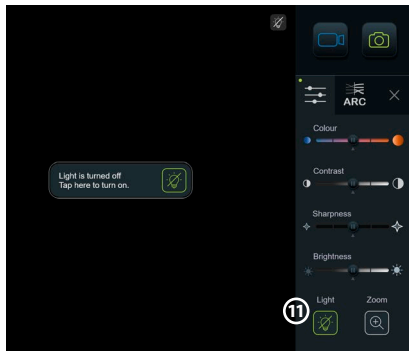 ARC
Colour
Light is turned off
Tap here to turn on.
Contrast
Sharpness
Brightness
Light
Zoom
11